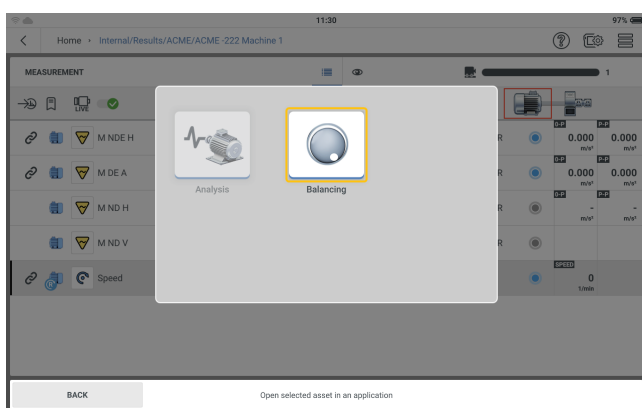 11:30
97%
Home › Internal/Results/ACME/ACME -222 Machine 1
MEASUREMENT
1
LIVE
M NDE H
R
0-P
0.000
m/s²
P-P
0.000
m/s²
M DE A
R
0-P
0.000
m/s²
P-P
0.000
m/s²
M ND H
R
0-P
-
m/s²
P-P
-
m/s²
M ND V
R
Speed
SPEED
0
1/min
Analysis
Balancing
BACK
Open selected asset in an application